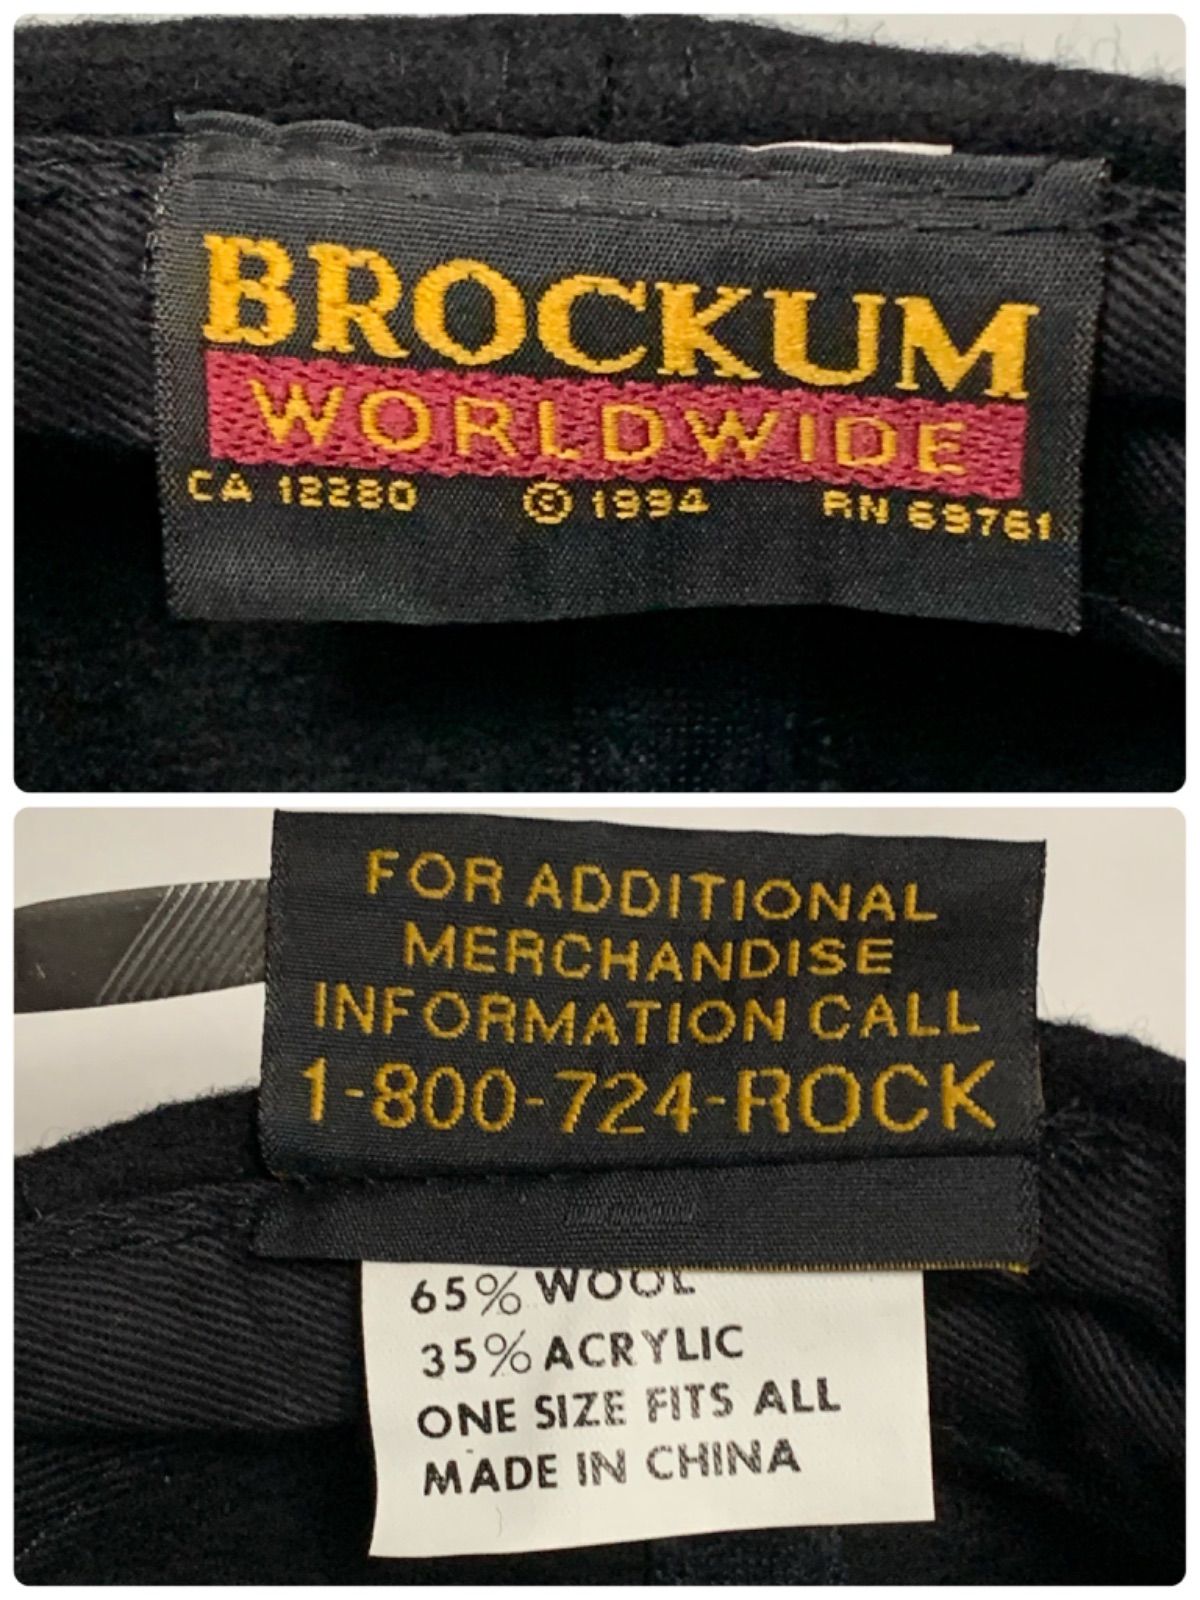 BROCKUM
WORLDWIDE
CA 12280 © 1994 RN 69761
FOR ADDITIONAL
MERCHANDISE
INFORMATION CALL
1-800-724-ROCK
65% WOOL
35% ACRYLIC
ONE SIZE FITS ALL
MADE IN CHINA